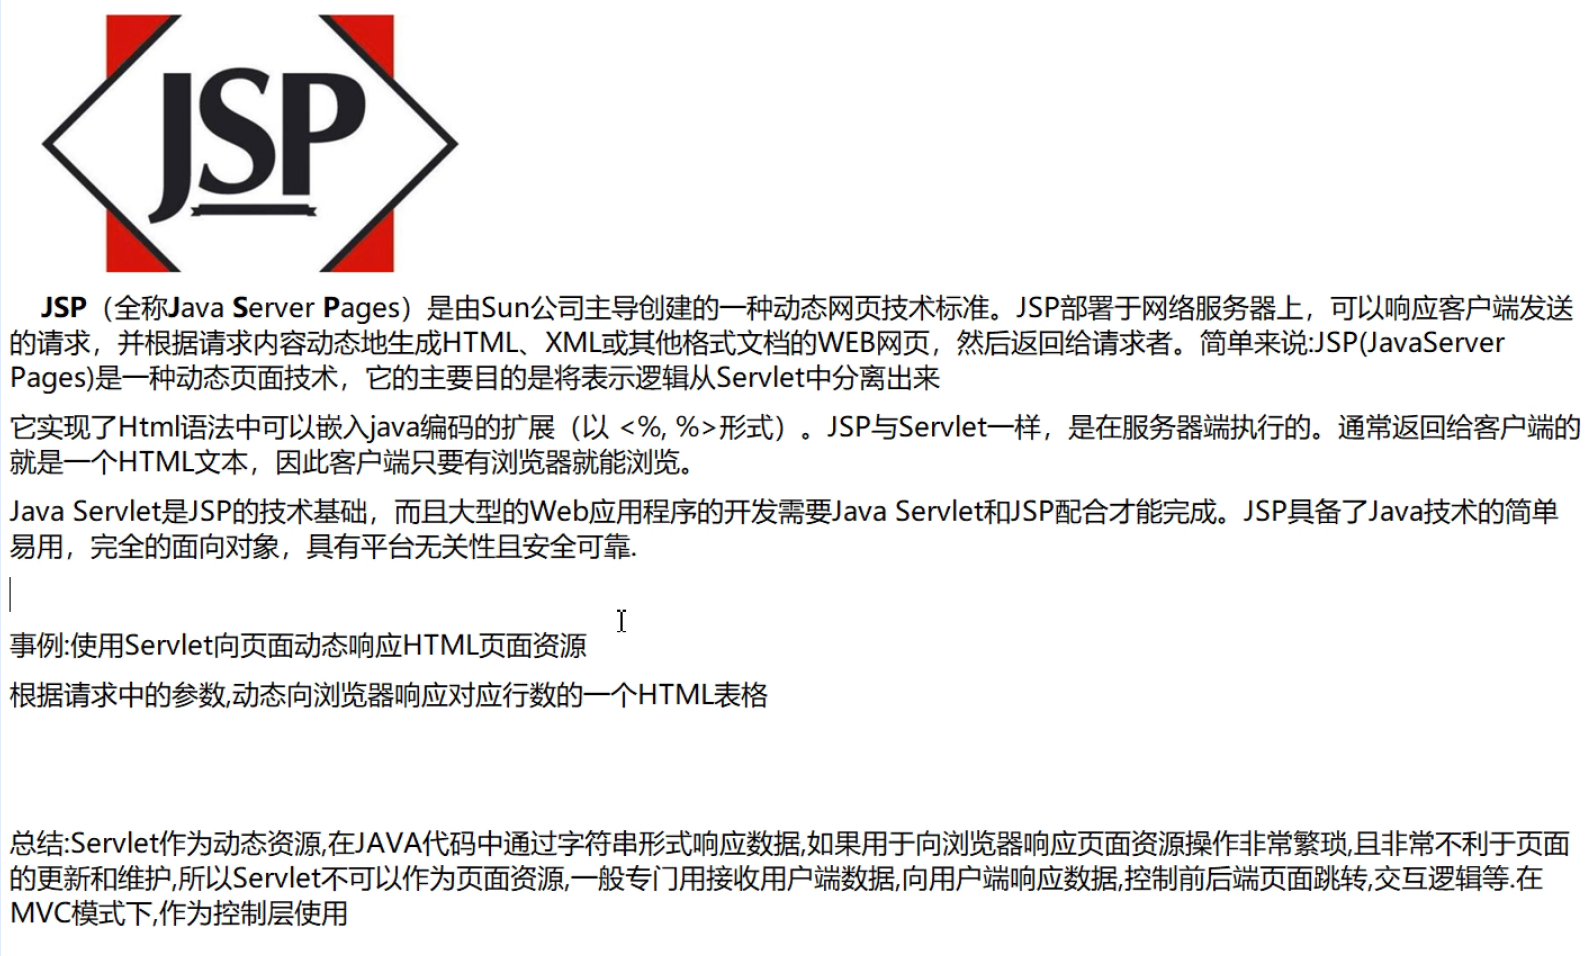 JSP
JSP（全称Java Server Pages）是由Sun公司主导创建的一种动态网页技术标准。JSP部署于网络服务器上，可以响应客户端发送
的请求，并根据请求内容动态地生成HTML、XML或其他格式文档的WEB网页，然后返回给请求者。简单来说:JSP(JavaServer
Pages)是一种动态页面技术，它的主要目的是将表示逻辑从Servlet中分离出来
它实现了Html语法中可以嵌入java编码的扩展（以 <%, %>形式）。JSP与Servlet一样，是在服务器端执行的。通常返回给客户端的
就是一个HTML文本，因此客户端只要有浏览器就能浏览。
Java Servlet是JSP的技术基础，而且大型的Web应用程序的开发需要Java Servlet和JSP配合才能完成。JSP具备了Java技术的简单
易用，完全的面向对象，具有平台无关性且安全可靠.
事例:使用Servlet向页面动态响应HTML页面资源
根据请求中的参数,动态向浏览器响应对应行数的一个HTML表格
总结:Servlet作为动态资源,在JAVA代码中通过字符串形式响应数据,如果用于向浏览器响应页面资源操作非常繁琐,且非常不利于页面
的更新和维护,所以Servlet不可以作为页面资源,一般专门用接收用户端数据,向用户端响应数据,控制前后端页面跳转,交互逻辑等.在
MVC模式下,作为控制层使用